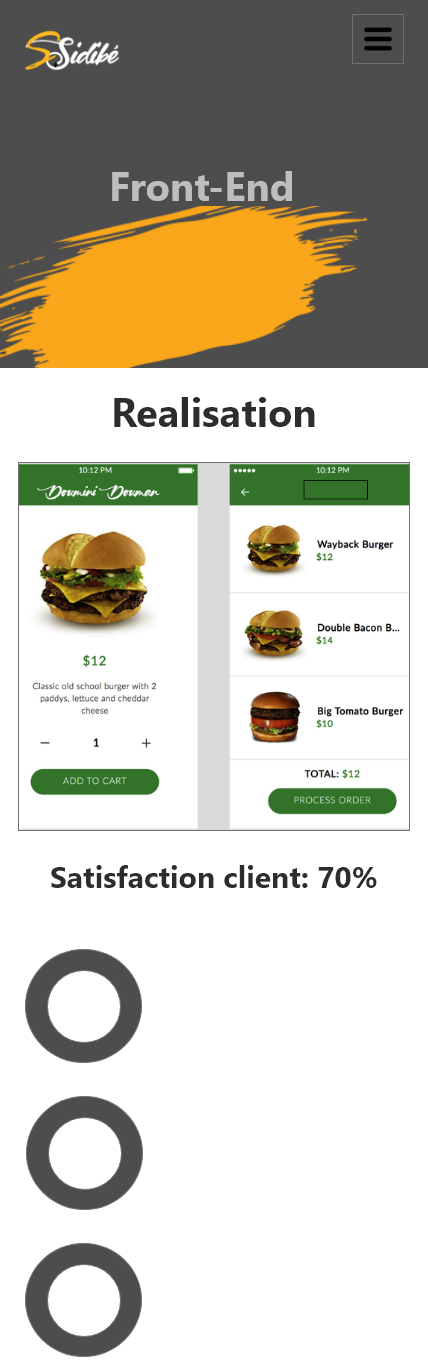 SSidibé
Front-End
Realisation
10:12 PM
Doumini Douman
$12
Classic old school burger with 2
paddys, lettuce and cheddar
cheese
1
ADD TO CART
10:12 PM
Wayback Burger
$12
Double Bacon B...
$14
Big Tomato Burger
$10
TOTAL: $12
PROCESS ORDER
Satisfaction client: 70%